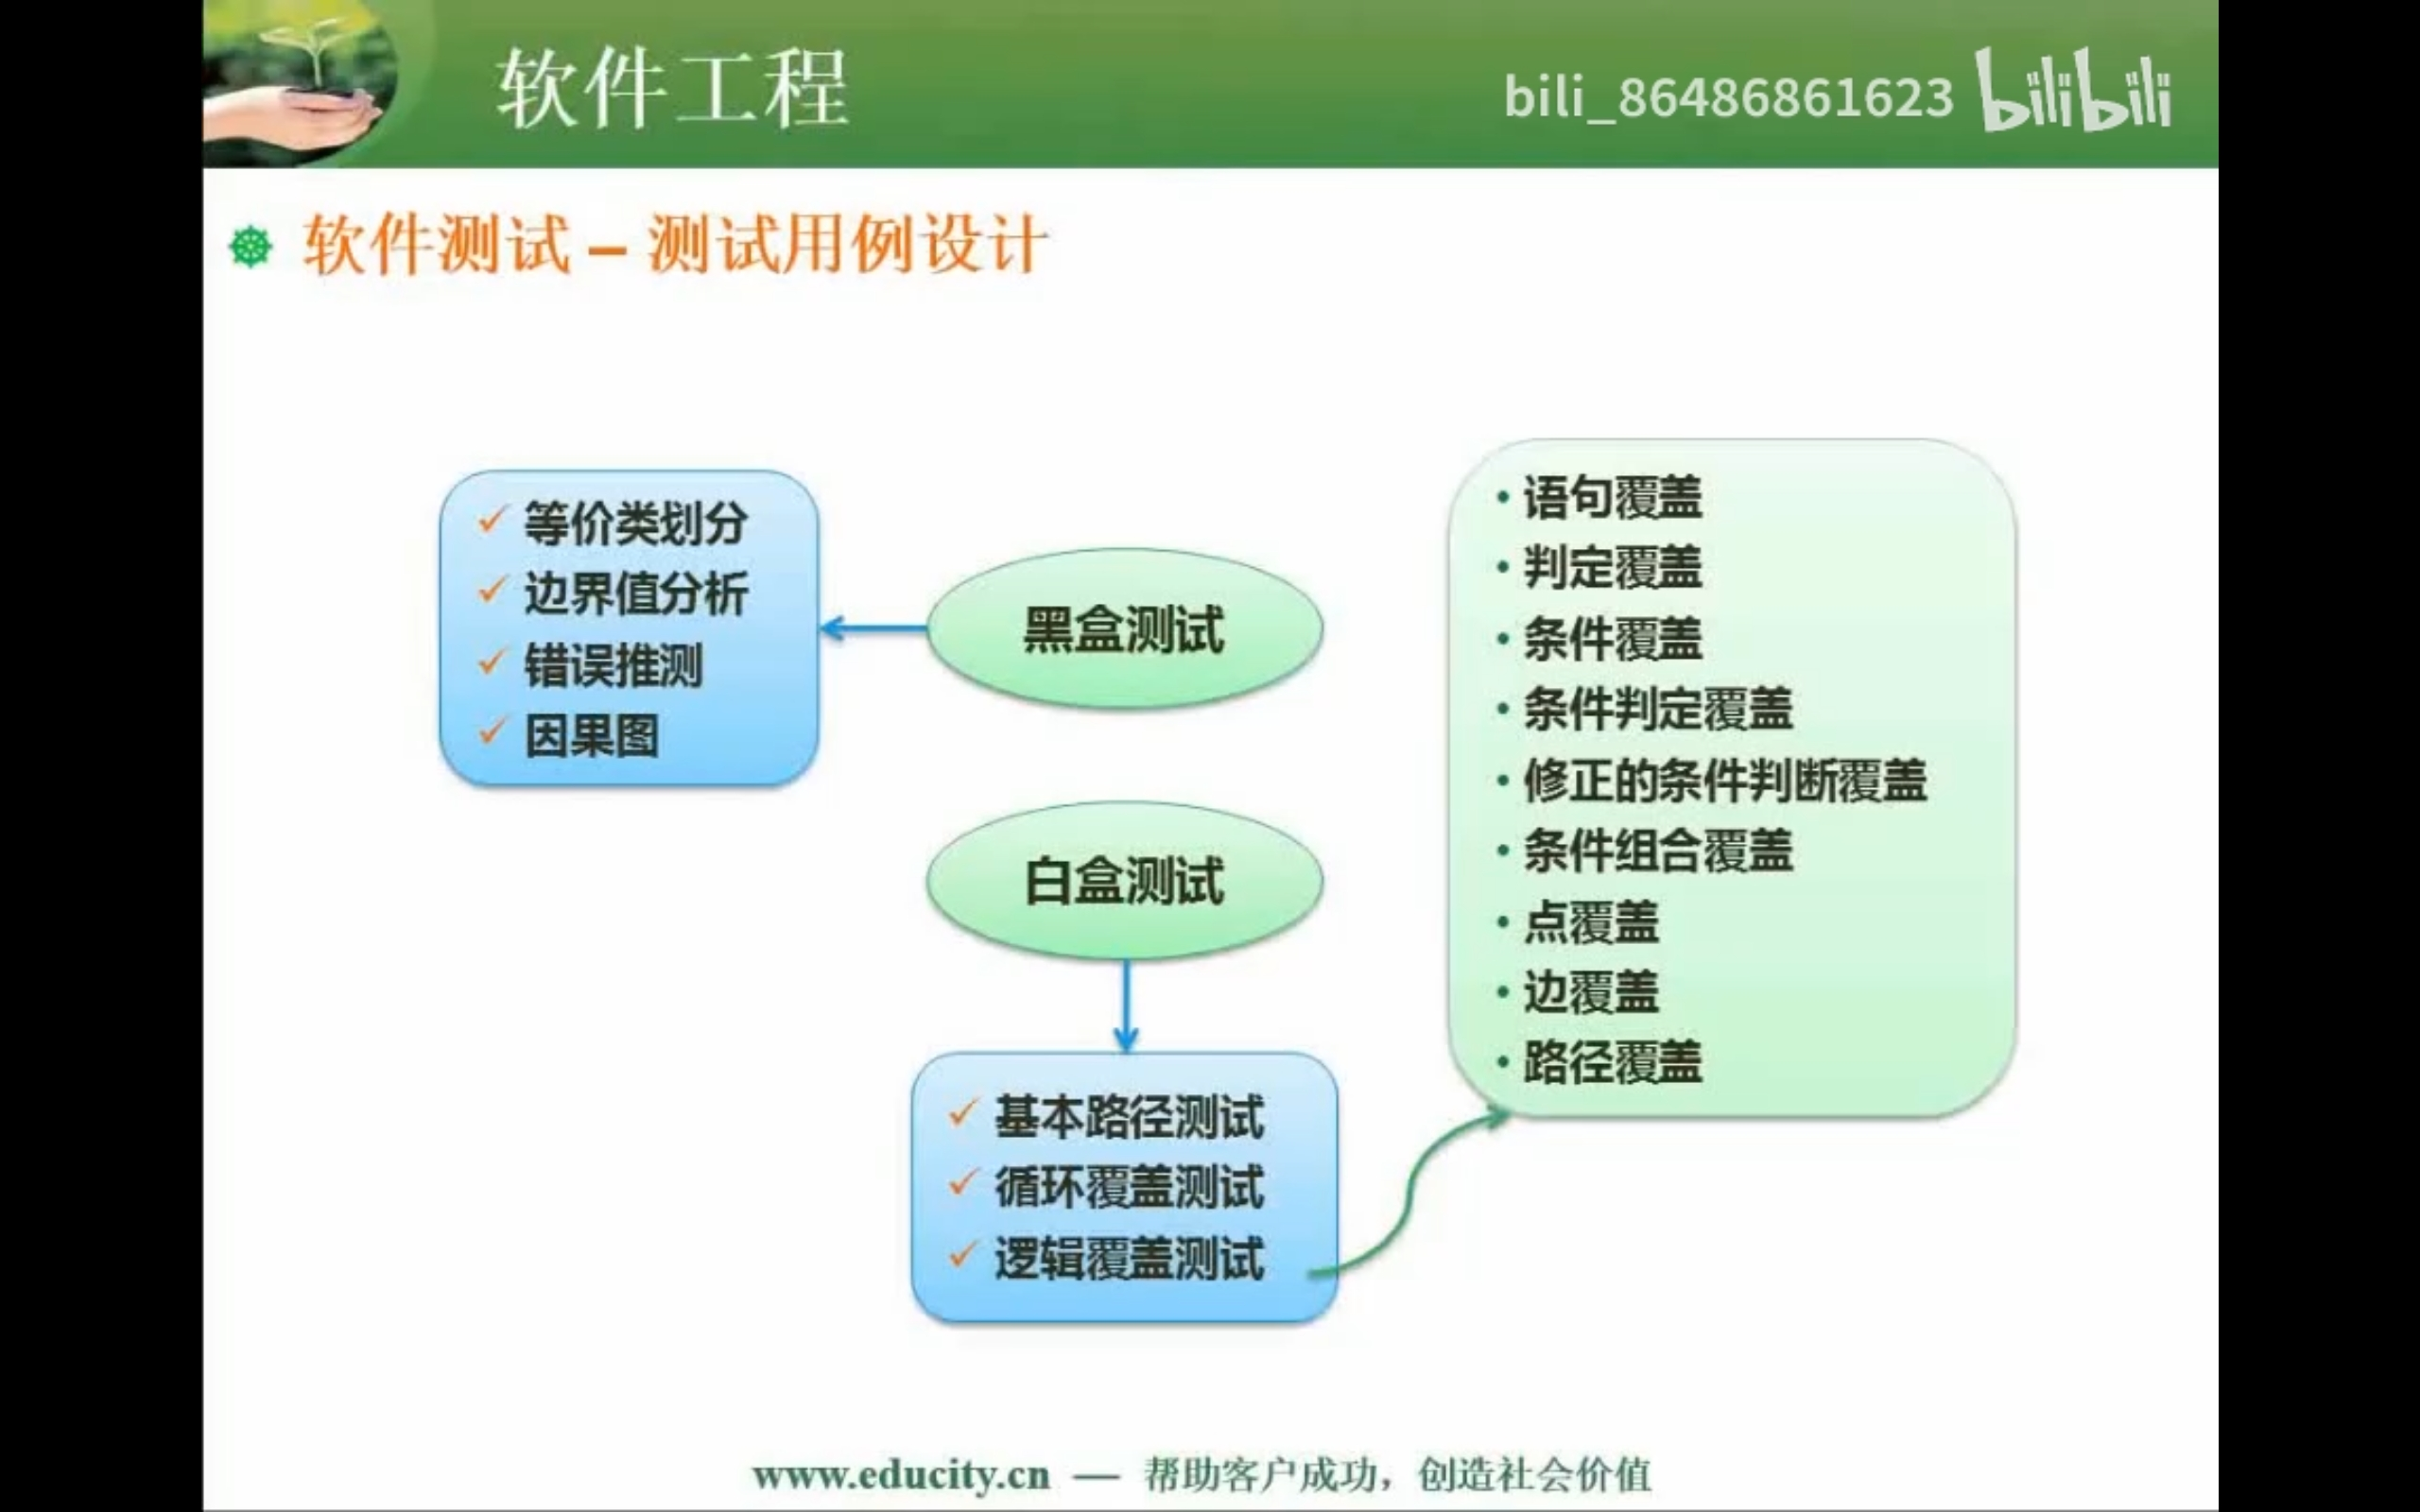 软件工程
bili_86486861623 bilibili
软件测试 – 测试用例设计
等价类划分
边界值分析
错误推测
因果图
黑盒测试
白盒测试
基本路径测试
循环覆盖测试
逻辑覆盖测试
语句覆盖
判定覆盖
条件覆盖
条件判定覆盖
修正的条件判断覆盖
条件组合覆盖
点覆盖
边覆盖
路径覆盖
www.educity.cn — 帮助客户成功，创造社会价值